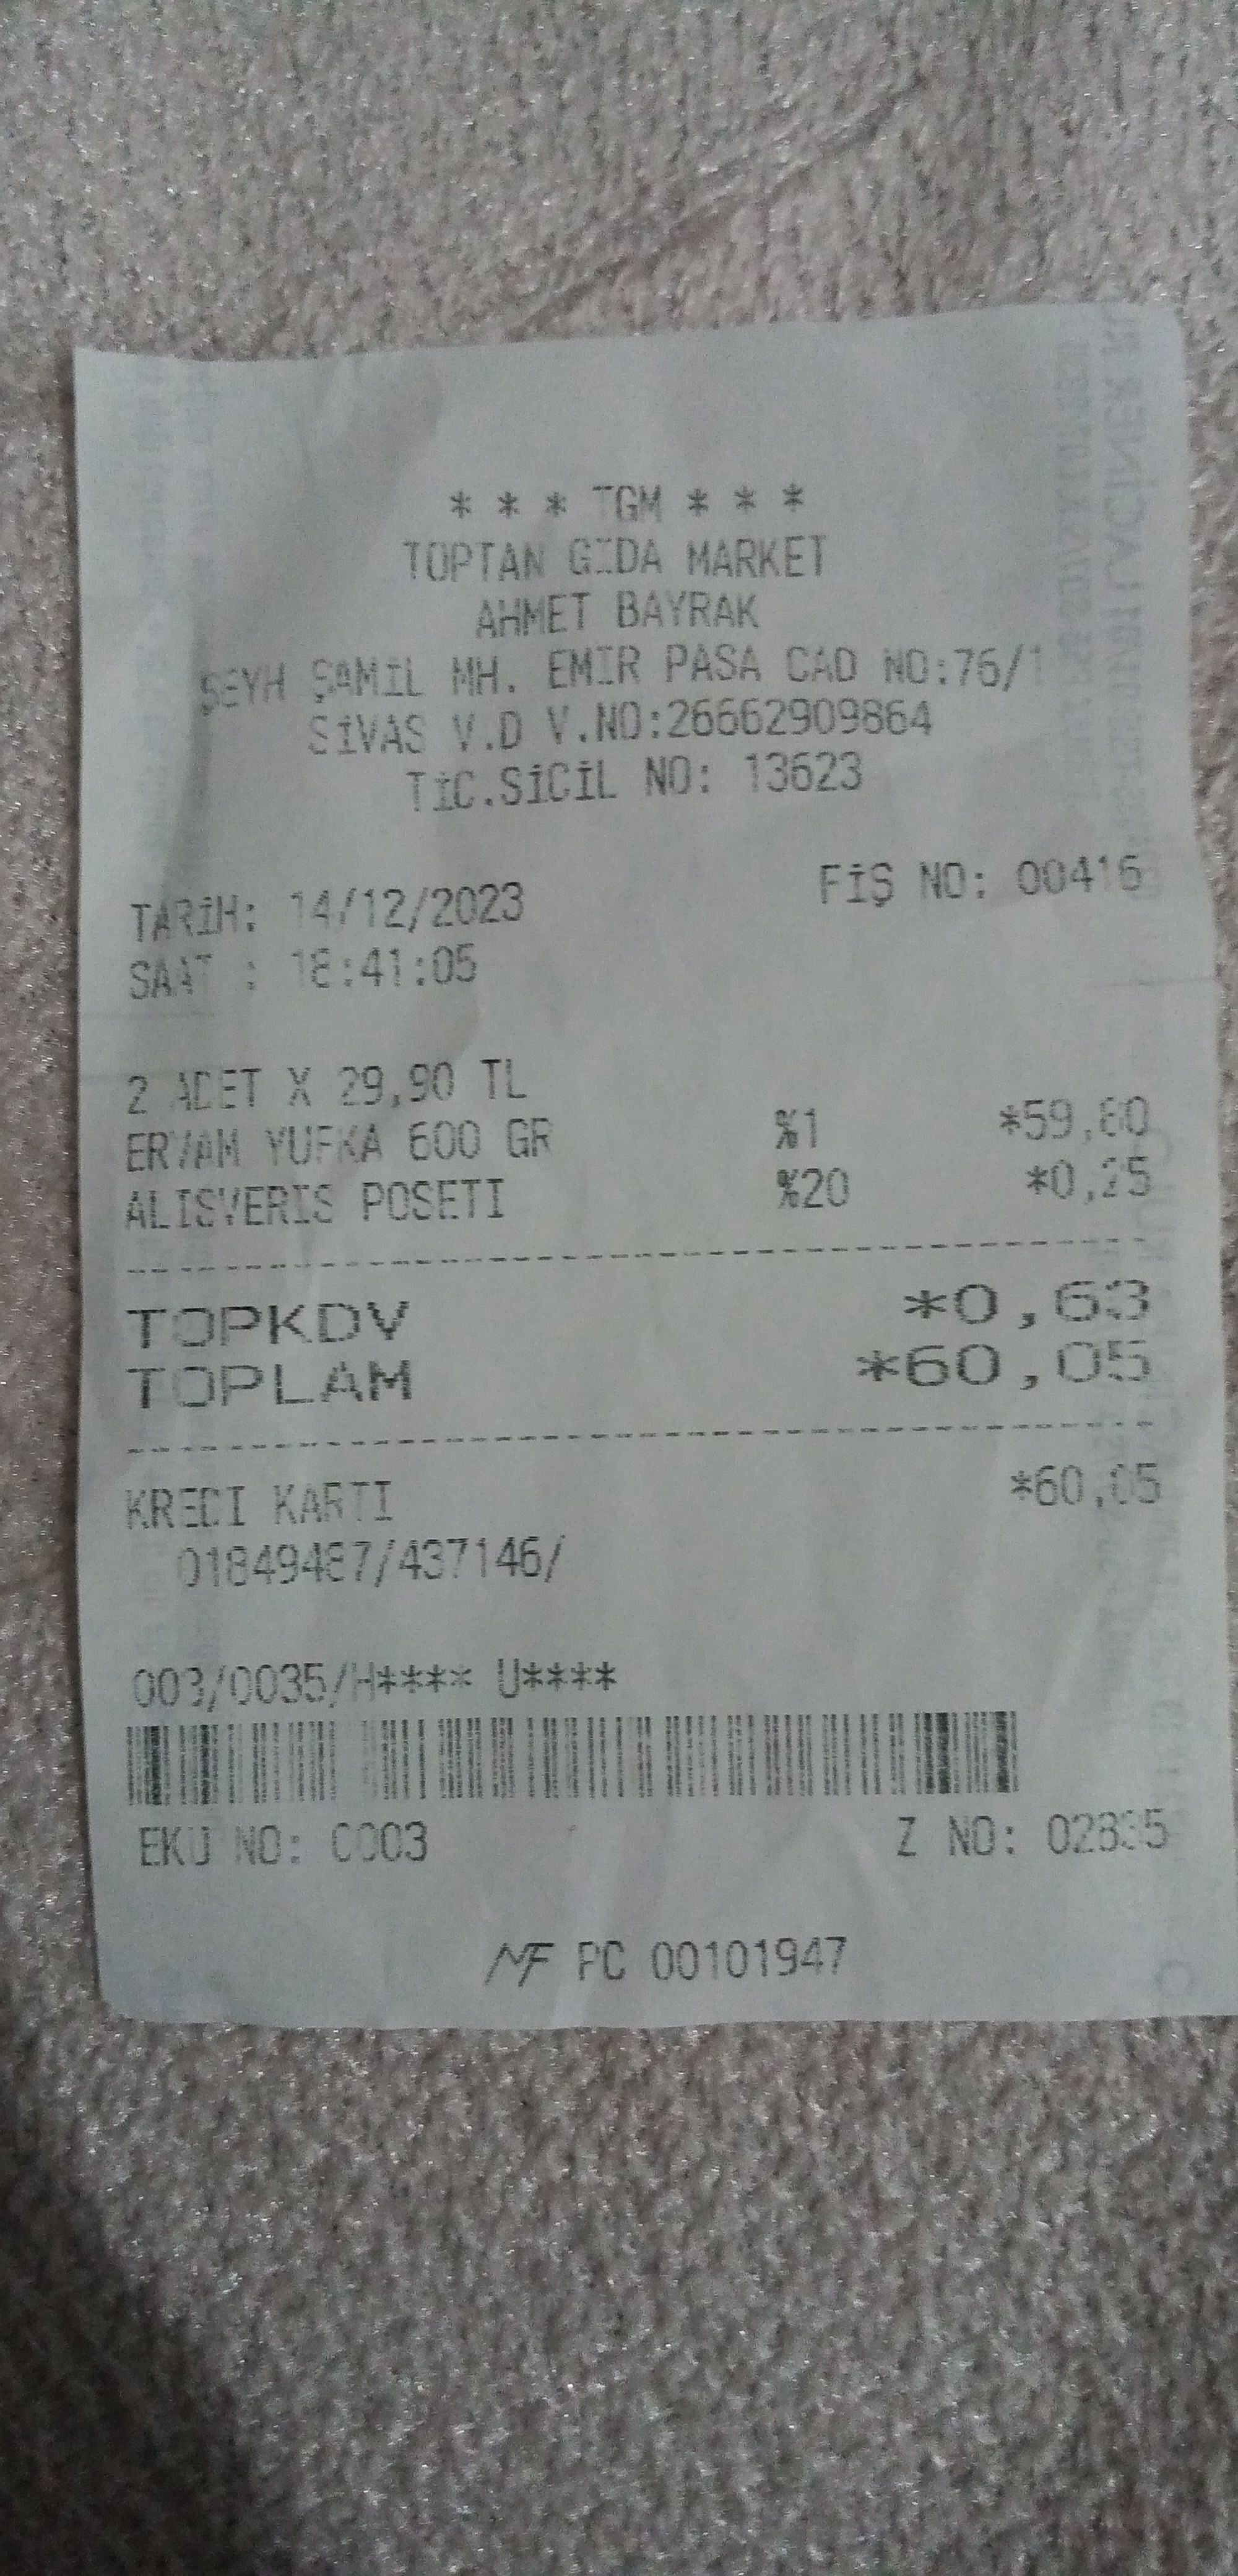 * * * TGM * * *
TOPTAN GIDA MARKET
AHMET BAYRAK
ŞEYH ŞAMİL MH. EMIR PASA CAD NO:76/1
SİVAS V.D V.NO:26662909864
TİC.SİCİL NO: 13623
TARİH: 14/12/2023 FİŞ NO: 00416
SAAT : 18:41:05
2 ADET X 29,90 TL
ERVAM YUFKA 600 GR %1 *59,80
ALISVERIS POSETI %20 *0,25
TOPKDV *0,63
TOPLAM *60,05
KREDI KARTI *60,05
01849487/437146/
003/0035/H**** U****
EKU NO: 0003 Z NO: 02835
MF PC 00101947